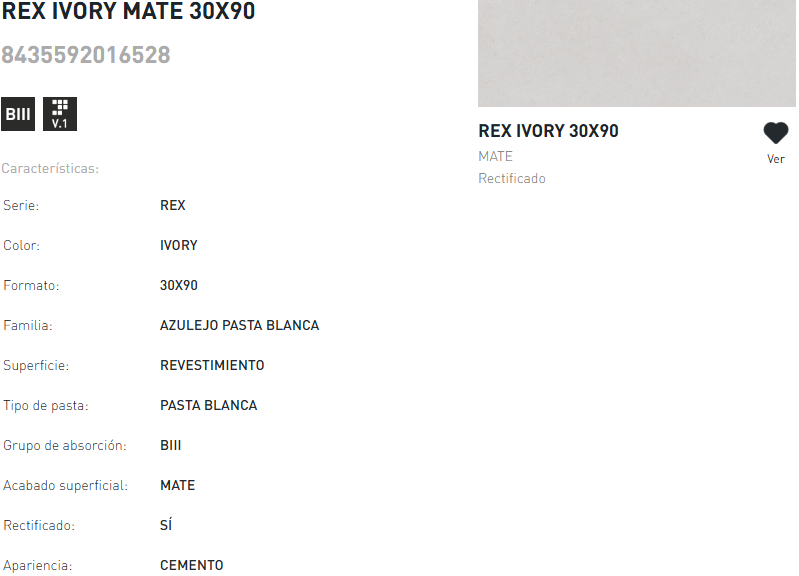 REX IVORY MATE 30X90
8435592016528
BIII
V.1
Características:
Serie: REX
Color: IVORY
Formato: 30X90
Familia: AZULEJO PASTA BLANCA
Superficie: REVESTIMIENTO
Tipo de pasta: PASTA BLANCA
Grupo de absorción: BIII
Acabado superficial: MATE
Rectificado: SÍ
Apariencia: CEMENTO
REX IVORY 30X90
MATE
Rectificado
Ver